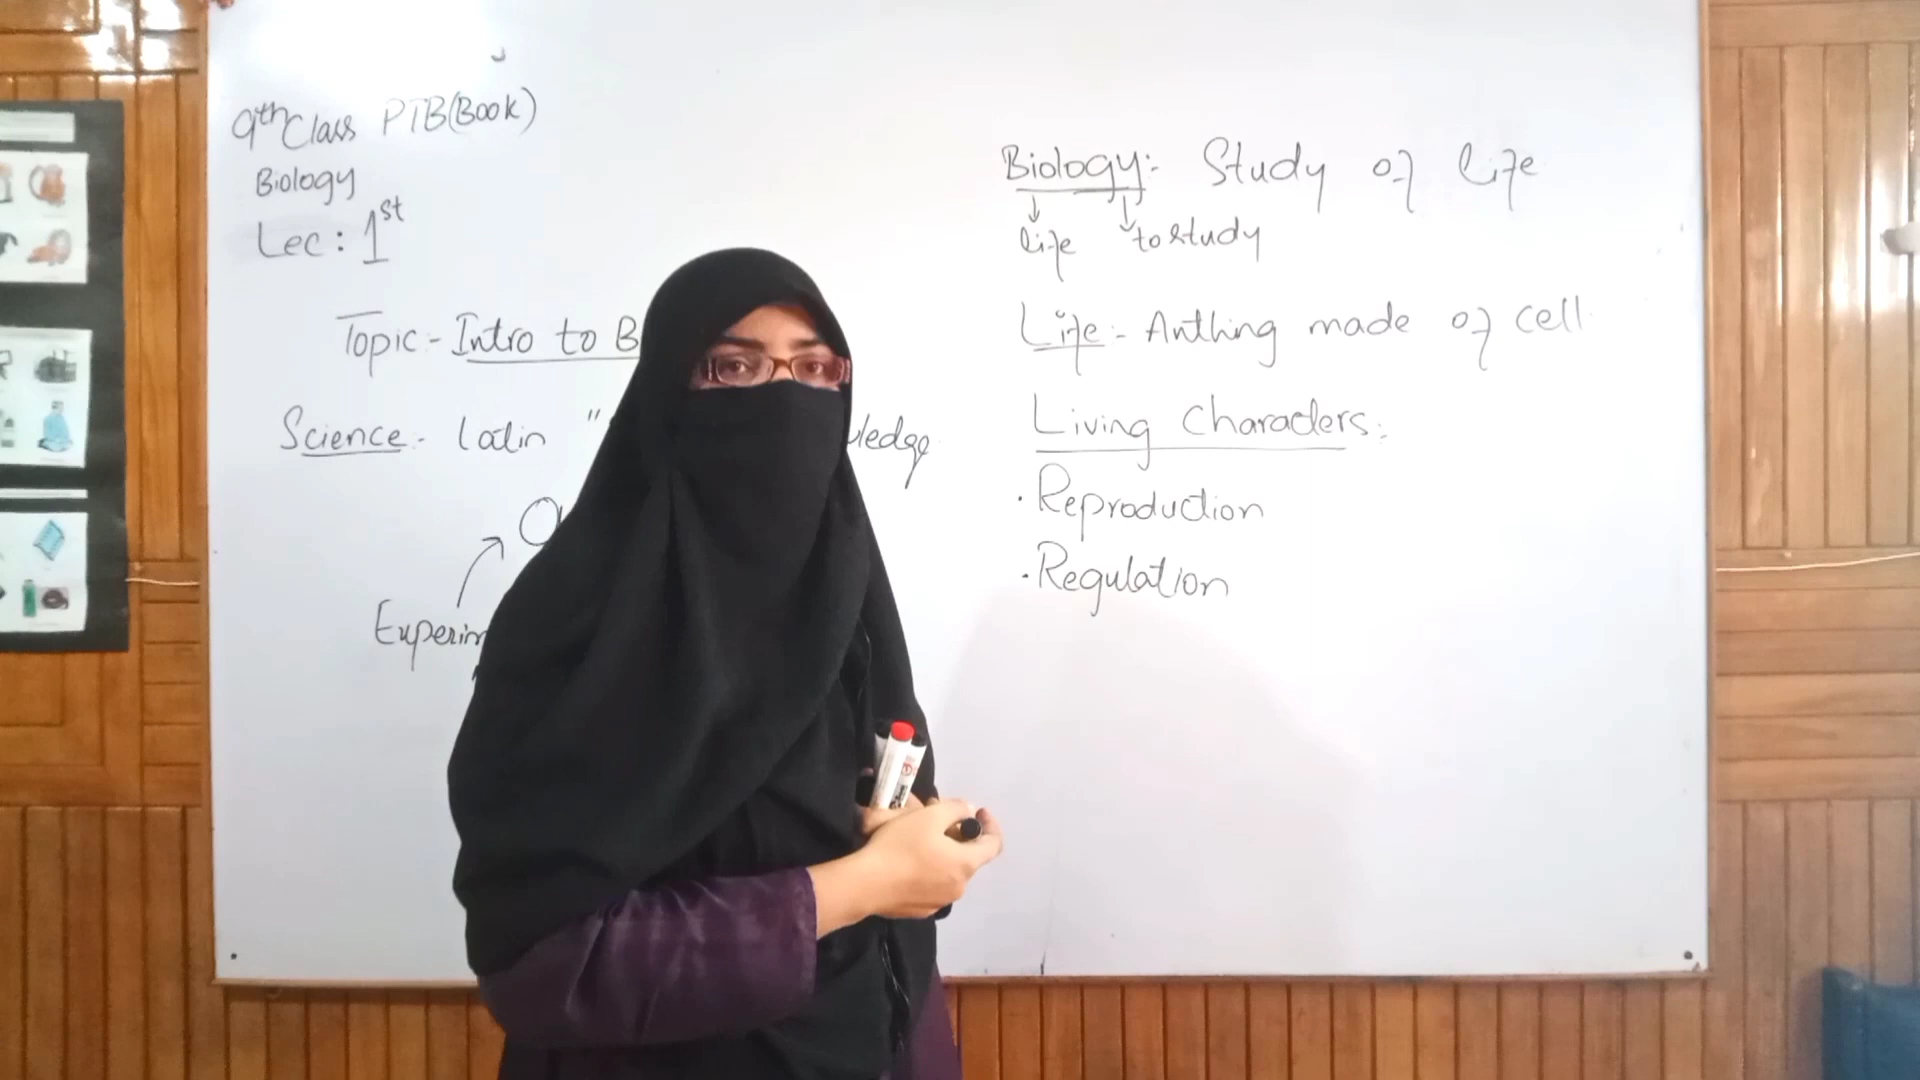 9th Class PTB(Book)
Biology
Lec: 1st
Topic:- Intro to B
Science:- latin
Biology:- Study of life
life to study
Life:- Anthing made of cell
Living Characters:
· Reproduction
· Regulation